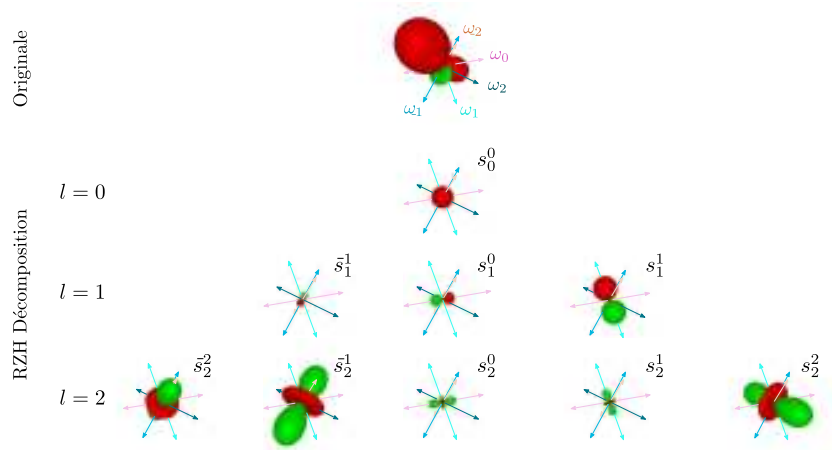 Originale
ω₂
ω₀
ω₂
ω₁
ω₁
RZH Décomposition
l = 0
s₀⁰
l = 1
s̄₁¹
s₁⁰
s₁¹
l = 2
s̄₂²
s̄₂¹
s₂⁰
s₂¹
s₂²